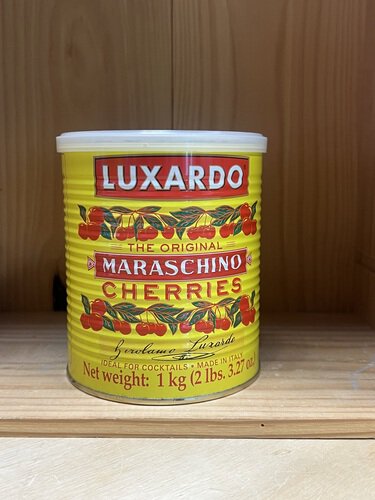 LUXARDO
THE ORIGINAL
MARASCHINO
CHERRIES
Girolamo Luxardo
IDEAL FOR COCKTAILS • MADE IN ITALY
Net weight: 1 kg (2 lbs. 3.27 oz.)